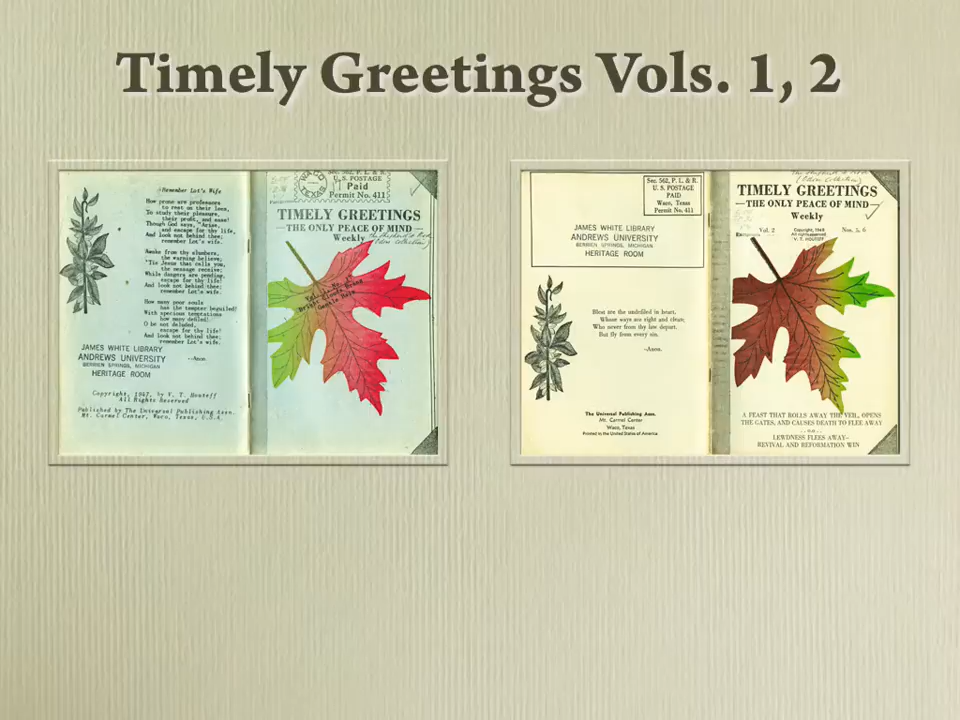 Timely Greetings Vols. 1, 2
Remember Lot's Wife
How prone are professors
to rest on their lees,
To study their pleasure,
their profit, and ease!
Though God says, "Arise,
and escape for thy life,
And look not behind thee;
remember Lot's wife.
Awake from thy slumbers,
the warning believe,
'Tis Jesus that calls you,
the message receive;
While dangers are pending,
escape for thy life!
And look not behind thee;
remember Lot's wife.
How many poor souls
has the tempter beguiled!
With specious temptations
how many defiled!
O be not deluded,
escape for thy life!
And look not behind thee;
remember Lot's wife.
--Anon.
JAMES WHITE LIBRARY
ANDREWS UNIVERSITY
BERRIEN SPRINGS, MICHIGAN
HERITAGE ROOM
Copyright, 1947, by V. T. Houteff
All Rights Reserved
Published by The Universal Publishing Assn.
Mt. Carmel Center, Waco, Texas, U.S.A.
WACO
TEXAS
Sec. 562, P. L. & R.
U. S. POSTAGE
Paid
Permit No. 411
TIMELY GREETINGS
—THE ONLY PEACE OF MIND—
Weekly
Sec. 562, P. L. & R.
U. S. POSTAGE
PAID
Waco, Texas
Permit No. 411
JAMES WHITE LIBRARY
ANDREWS UNIVERSITY
BERRIEN SPRINGS, MICHIGAN
HERITAGE ROOM
Blest are the undefiled in heart,
Whose ways are right and clean;
Who never from thy law depart,
But fly from every sin.
—Anon.
The Universal Publishing Assn.
Mt. Carmel Center
Waco, Texas
Printed in the United States of America
TIMELY GREETINGS
—THE ONLY PEACE OF MIND—
Weekly
Vol. 2 Copyright, 1948 Nos. 5, 6
All rights reserved
V. T. HOUTEFF
A FEAST THAT ROLLS AWAY THE VEIL, OPENS
THE GATES, AND CAUSES DEATH TO FLEE AWAY
LEWDNESS FLEES AWAY—
REVIVAL AND REFORMATION WIN